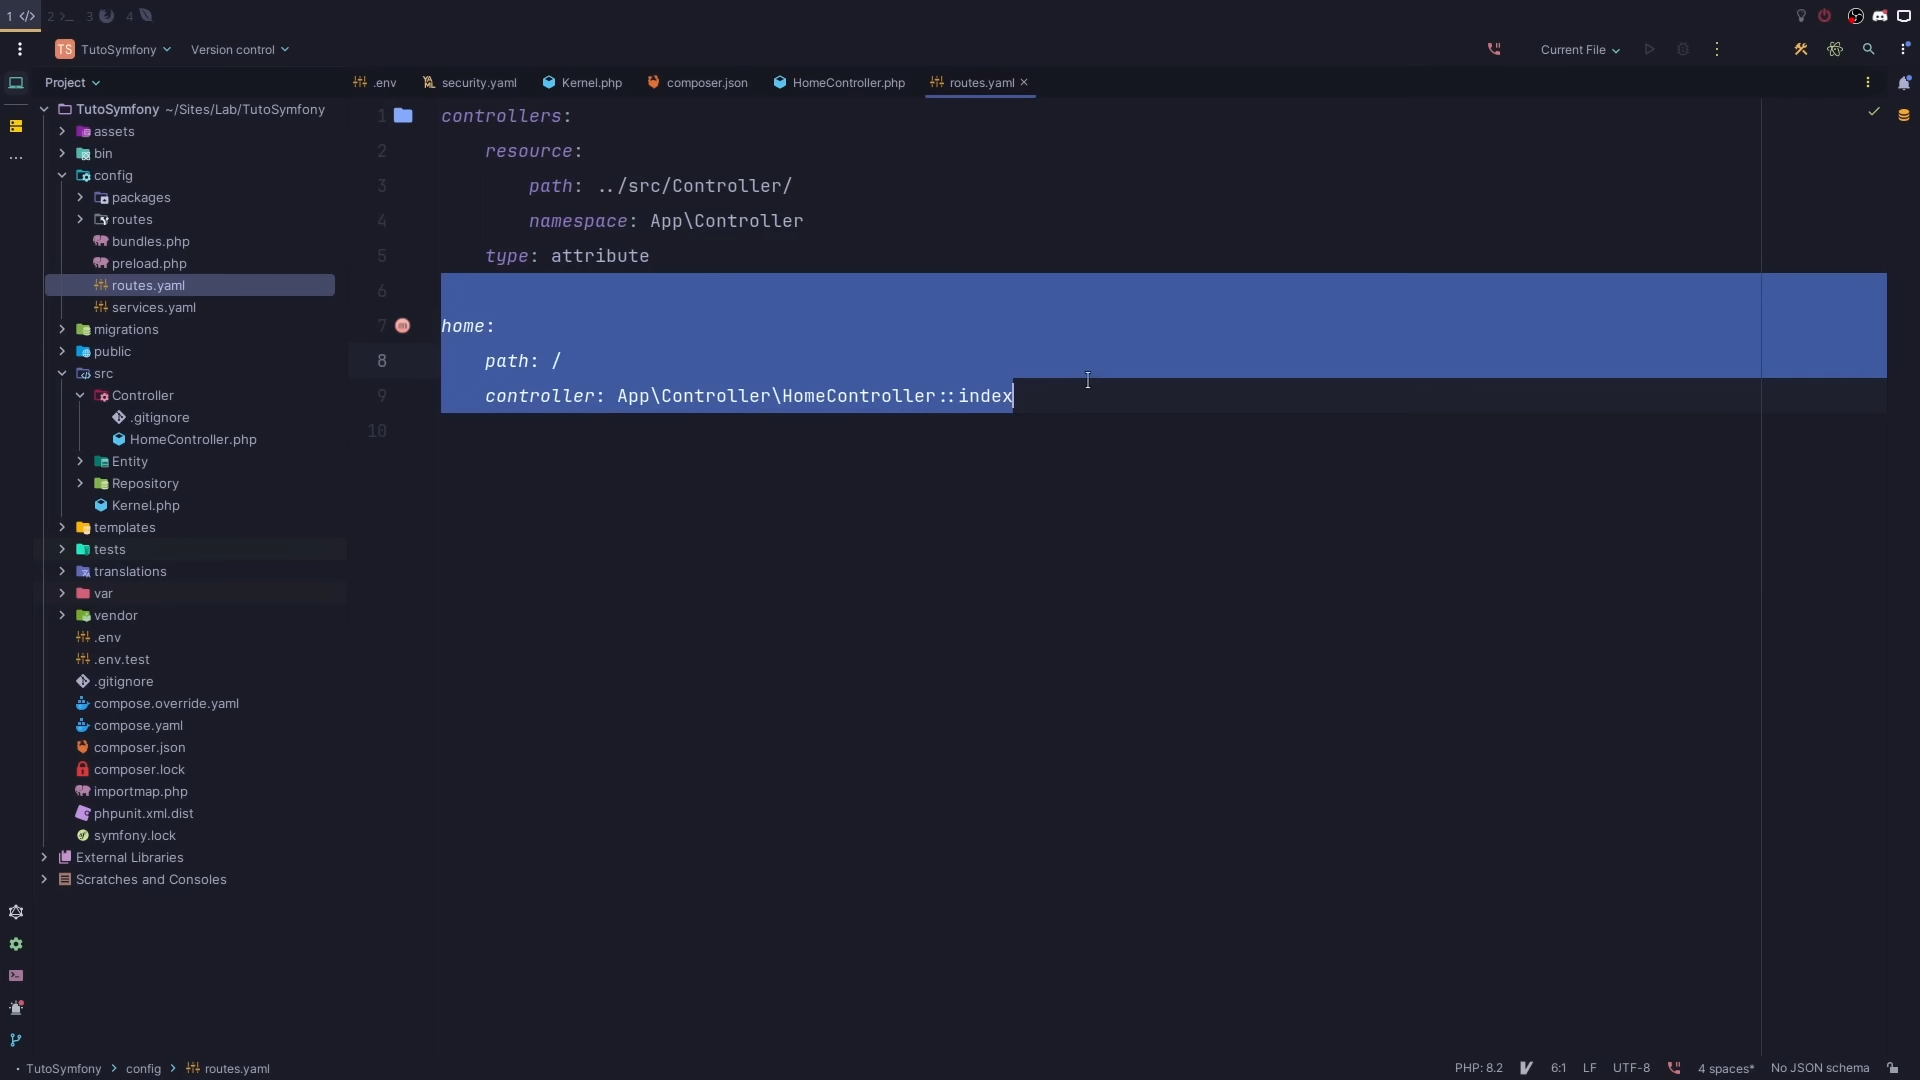 1
2
3
4
TS TutoSymfony
Version control
Current File
Project
.env
security.yaml
Kernel.php
composer.json
HomeController.php
routes.yaml
TutoSymfony ~/Sites/Lab/TutoSymfony
assets
bin
config
packages
routes
bundles.php
preload.php
routes.yaml
services.yaml
migrations
public
src
Controller
.gitignore
HomeController.php
Entity
Repository
Kernel.php
templates
tests
translations
var
vendor
.env
.env.test
.gitignore
compose.override.yaml
compose.yaml
composer.json
composer.lock
importmap.php
phpunit.xml.dist
symfony.lock
External Libraries
Scratches and Consoles
1 controllers:
2 resource:
3 path: ../src/Controller/
4 namespace: App\Controller
5 type: attribute
6
7 home:
8 path: /
9 controller: App\Controller\HomeController::index
10
TutoSymfony > config > routes.yaml
PHP: 8.2
6:1
LF
UTF-8
4 spaces*
No JSON schema